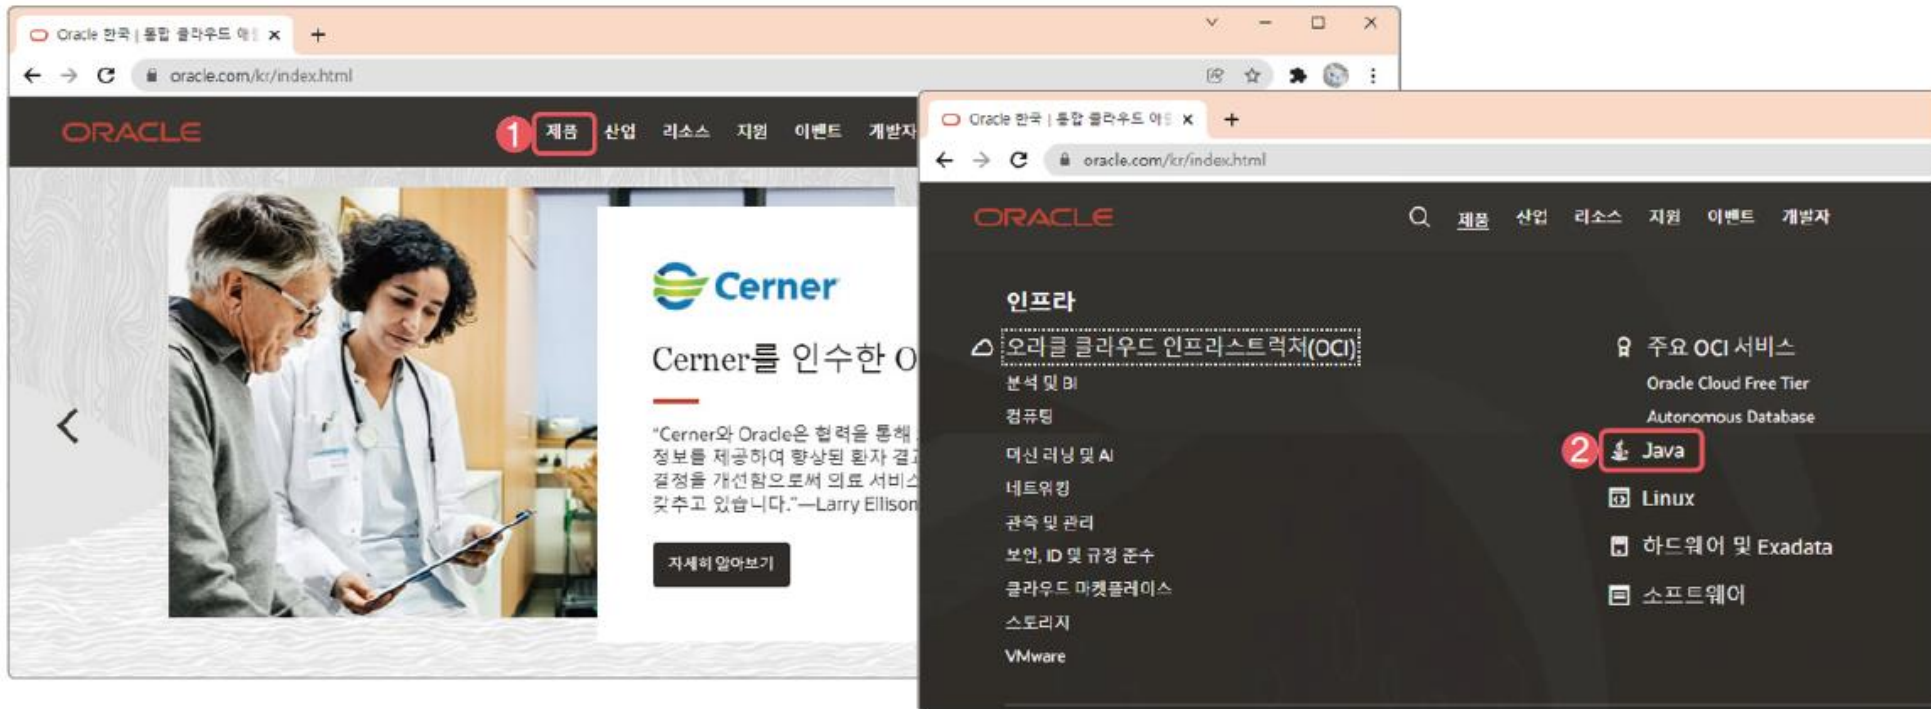 Oracle 한국 | 통합 클라우드 애
oracle.com/kr/index.html
ORACLE
1 제품 산업 리소스 지원 이벤트 개발자
Cerner
Cerner를 인수한 O
“Cerner와 Oracle은 협력을 통해
정보를 제공하여 향상된 환자 결과
결정을 개선함으로써 의료 서비스
갖추고 있습니다.”—Larry Ellison
자세히 알아보기
Oracle 한국 | 통합 클라우드 애
oracle.com/kr/index.html
ORACLE
제품 산업 리소스 지원 이벤트 개발자
인프라
오라클 클라우드 인프라스트럭처(OCI)
분석 및 BI
컴퓨팅
머신 러닝 및 AI
네트워킹
관측 및 관리
보안, ID 및 규정 준수
클라우드 마켓플레이스
스토리지
VMware
주요 OCI 서비스
Oracle Cloud Free Tier
Autonomous Database
2 Java
Linux
하드웨어 및 Exadata
소프트웨어